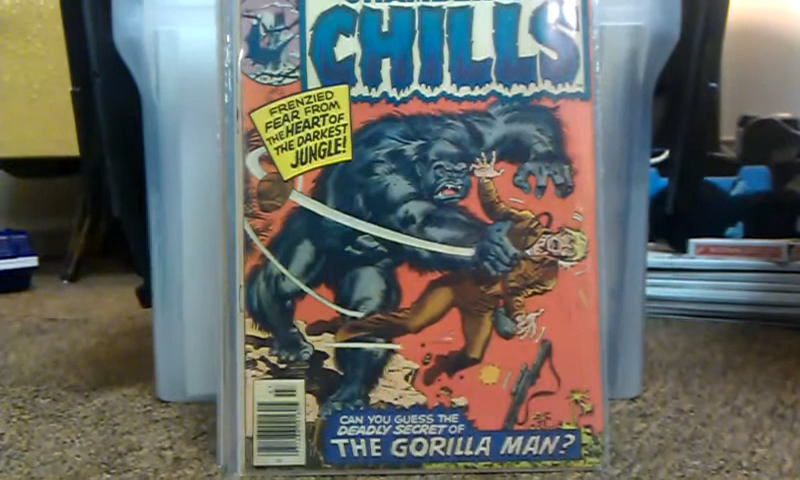 CHILLS
FRENZIED
FEAR FROM
THE HEART OF
THE DARKEST
JUNGLE!
CAN YOU GUESS THE
DEADLY SECRET OF
THE GORILLA MAN?